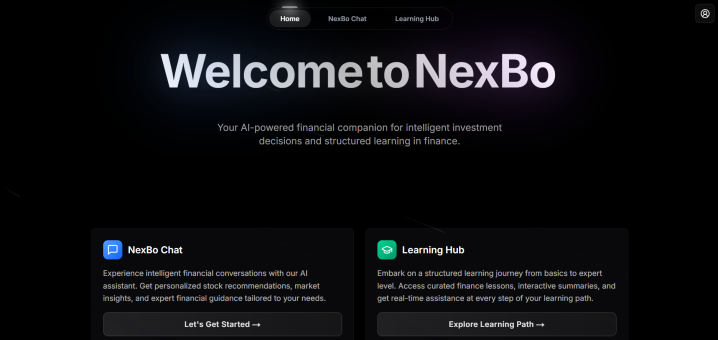 Home
NexBo Chat
Learning Hub
Welcome to NexBo
Your AI-powered financial companion for intelligent investment
decisions and structured learning in finance.
NexBo Chat
Experience intelligent financial conversations with our AI
assistant. Get personalized stock recommendations, market
insights, and expert financial guidance tailored to your needs.
Let's Get Started →
Learning Hub
Embark on a structured learning journey from basics to expert
level. Access curated finance lessons, interactive summaries, and
get real-time assistance at every step of your learning path.
Explore Learning Path →